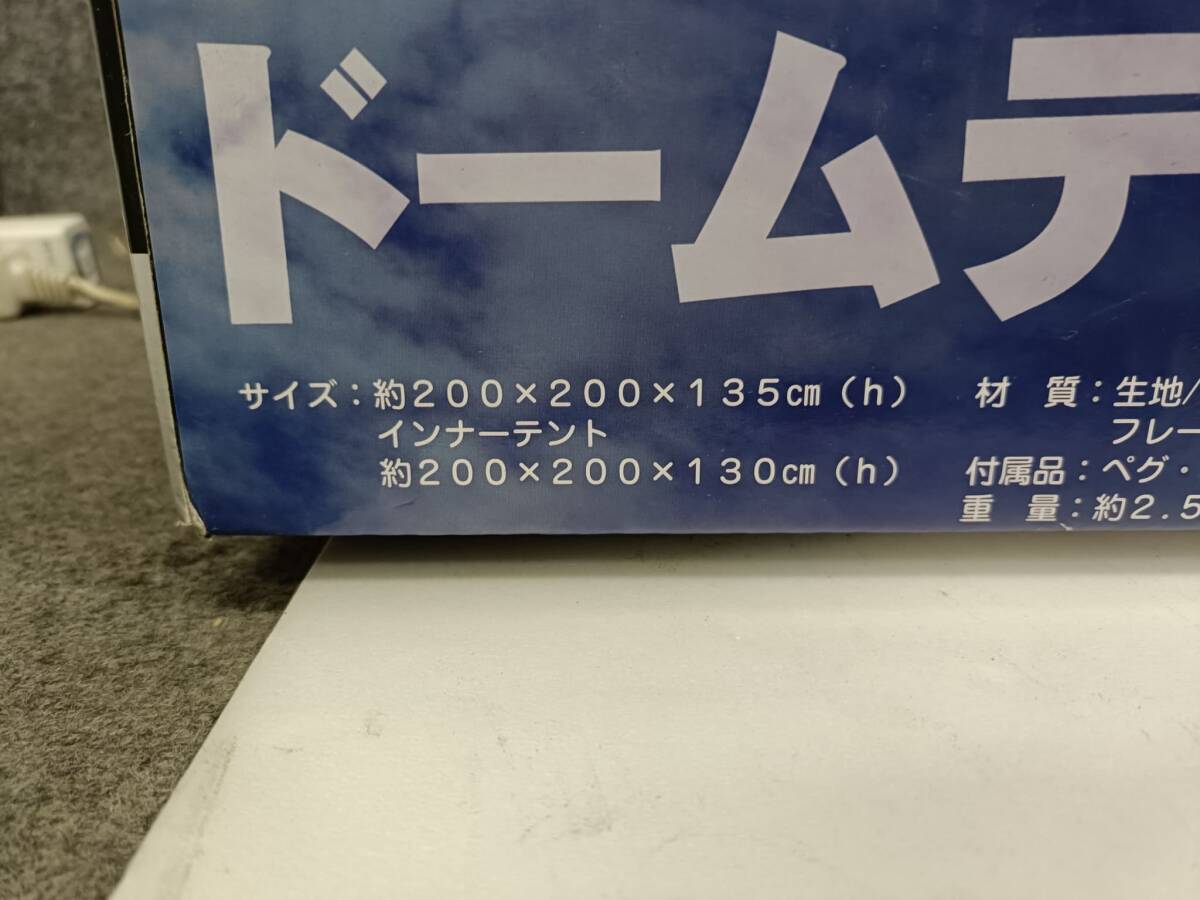 ドームテ
サイズ：約２００×２００×１３５㎝（ｈ）
インナーテント
約２００×２００×１３０㎝（ｈ）
材　質：生地/
フレー
付属品：ペグ・
重　量：約２.５